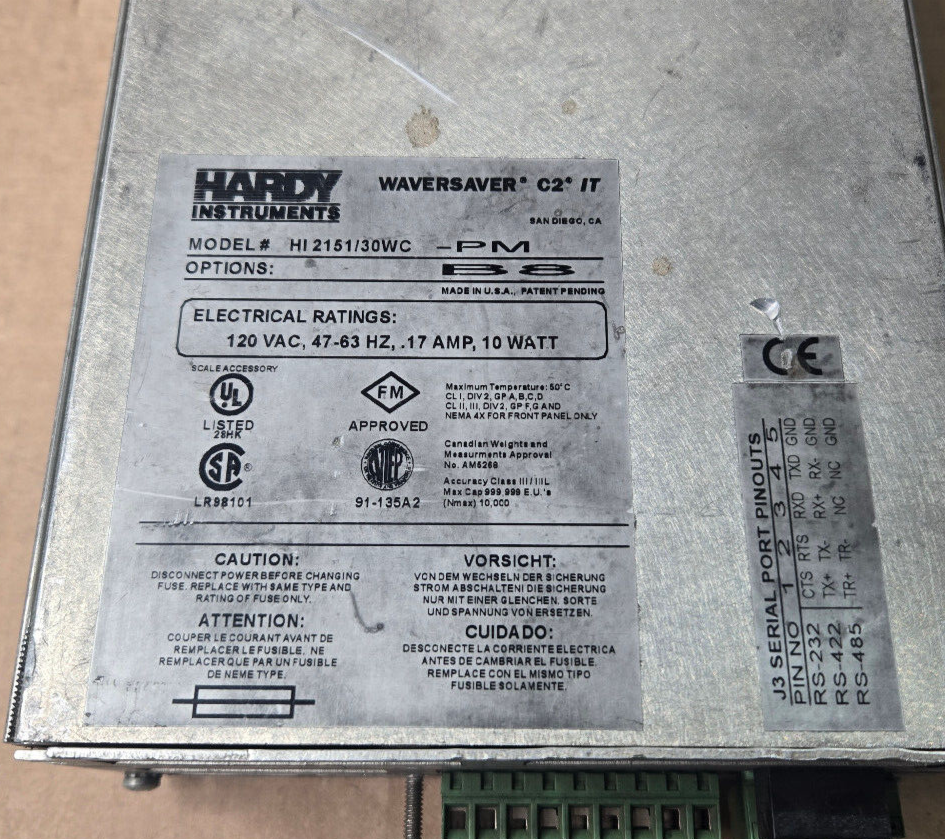 HARDY
INSTRUMENTS
WAVERSAVER® C2® IT
SAN DIEGO, CA
MODEL # HI 2151/30WC -PM
OPTIONS: B8
MADE IN U.S.A., PATENT PENDING
ELECTRICAL RATINGS:
120 VAC, 47-63 HZ, .17 AMP, 10 WATT
SCALE ACCESSORY
UL
LISTED
28HK
SA ®
LR98101
FM
APPROVED
NTEP
91-135A2
Maximum Temperature: 50°C
CL I, DIV 2, GP A,B,C,D
CL II, III, DIV 2, GP F,G AND
NEMA 4X FOR FRONT PANEL ONLY
Canadian Weights and
Measurments Approval
No. AM5268
Accuracy Class III / IIIL
Max Cap 999,999 E.U.'s
(Nmax) 10,000
CAUTION:
DISCONNECT POWER BEFORE CHANGING
FUSE. REPLACE WITH SAME TYPE AND
RATING OF FUSE ONLY.
ATTENTION:
COUPER LE COURANT AVANT DE
REMPLACER LE FUSIBLE. NE
REMPLACER QUE PAR UN FUSIBLE
DE NEME TYPE.
VORSICHT:
VON DEM WECHSELN DER SICHERUNG
STROM ABSCHALTEN! DIE SICHERUNG
NUR MIT EINER GLENCHEN. SORTE
UND SPANNUNG VON ERSETZEN.
CUIDADO:
DESCONECTE LA CORRIENTE ELECTRICA
ANTES DE CAMBIAR EL FUSIBLE.
REMPLACE CON EL MISMO TIPO
FUSIBLE SOLAMENTE.
CE
J3 SERIAL PORT PINOUTS
PIN NO 1 2 3 4 5
RS-232 CTS RTS RXD TXD GND
RS-422 TX+ TX- RX+ RX- GND
RS-485 TR+ TR- NC NC GND